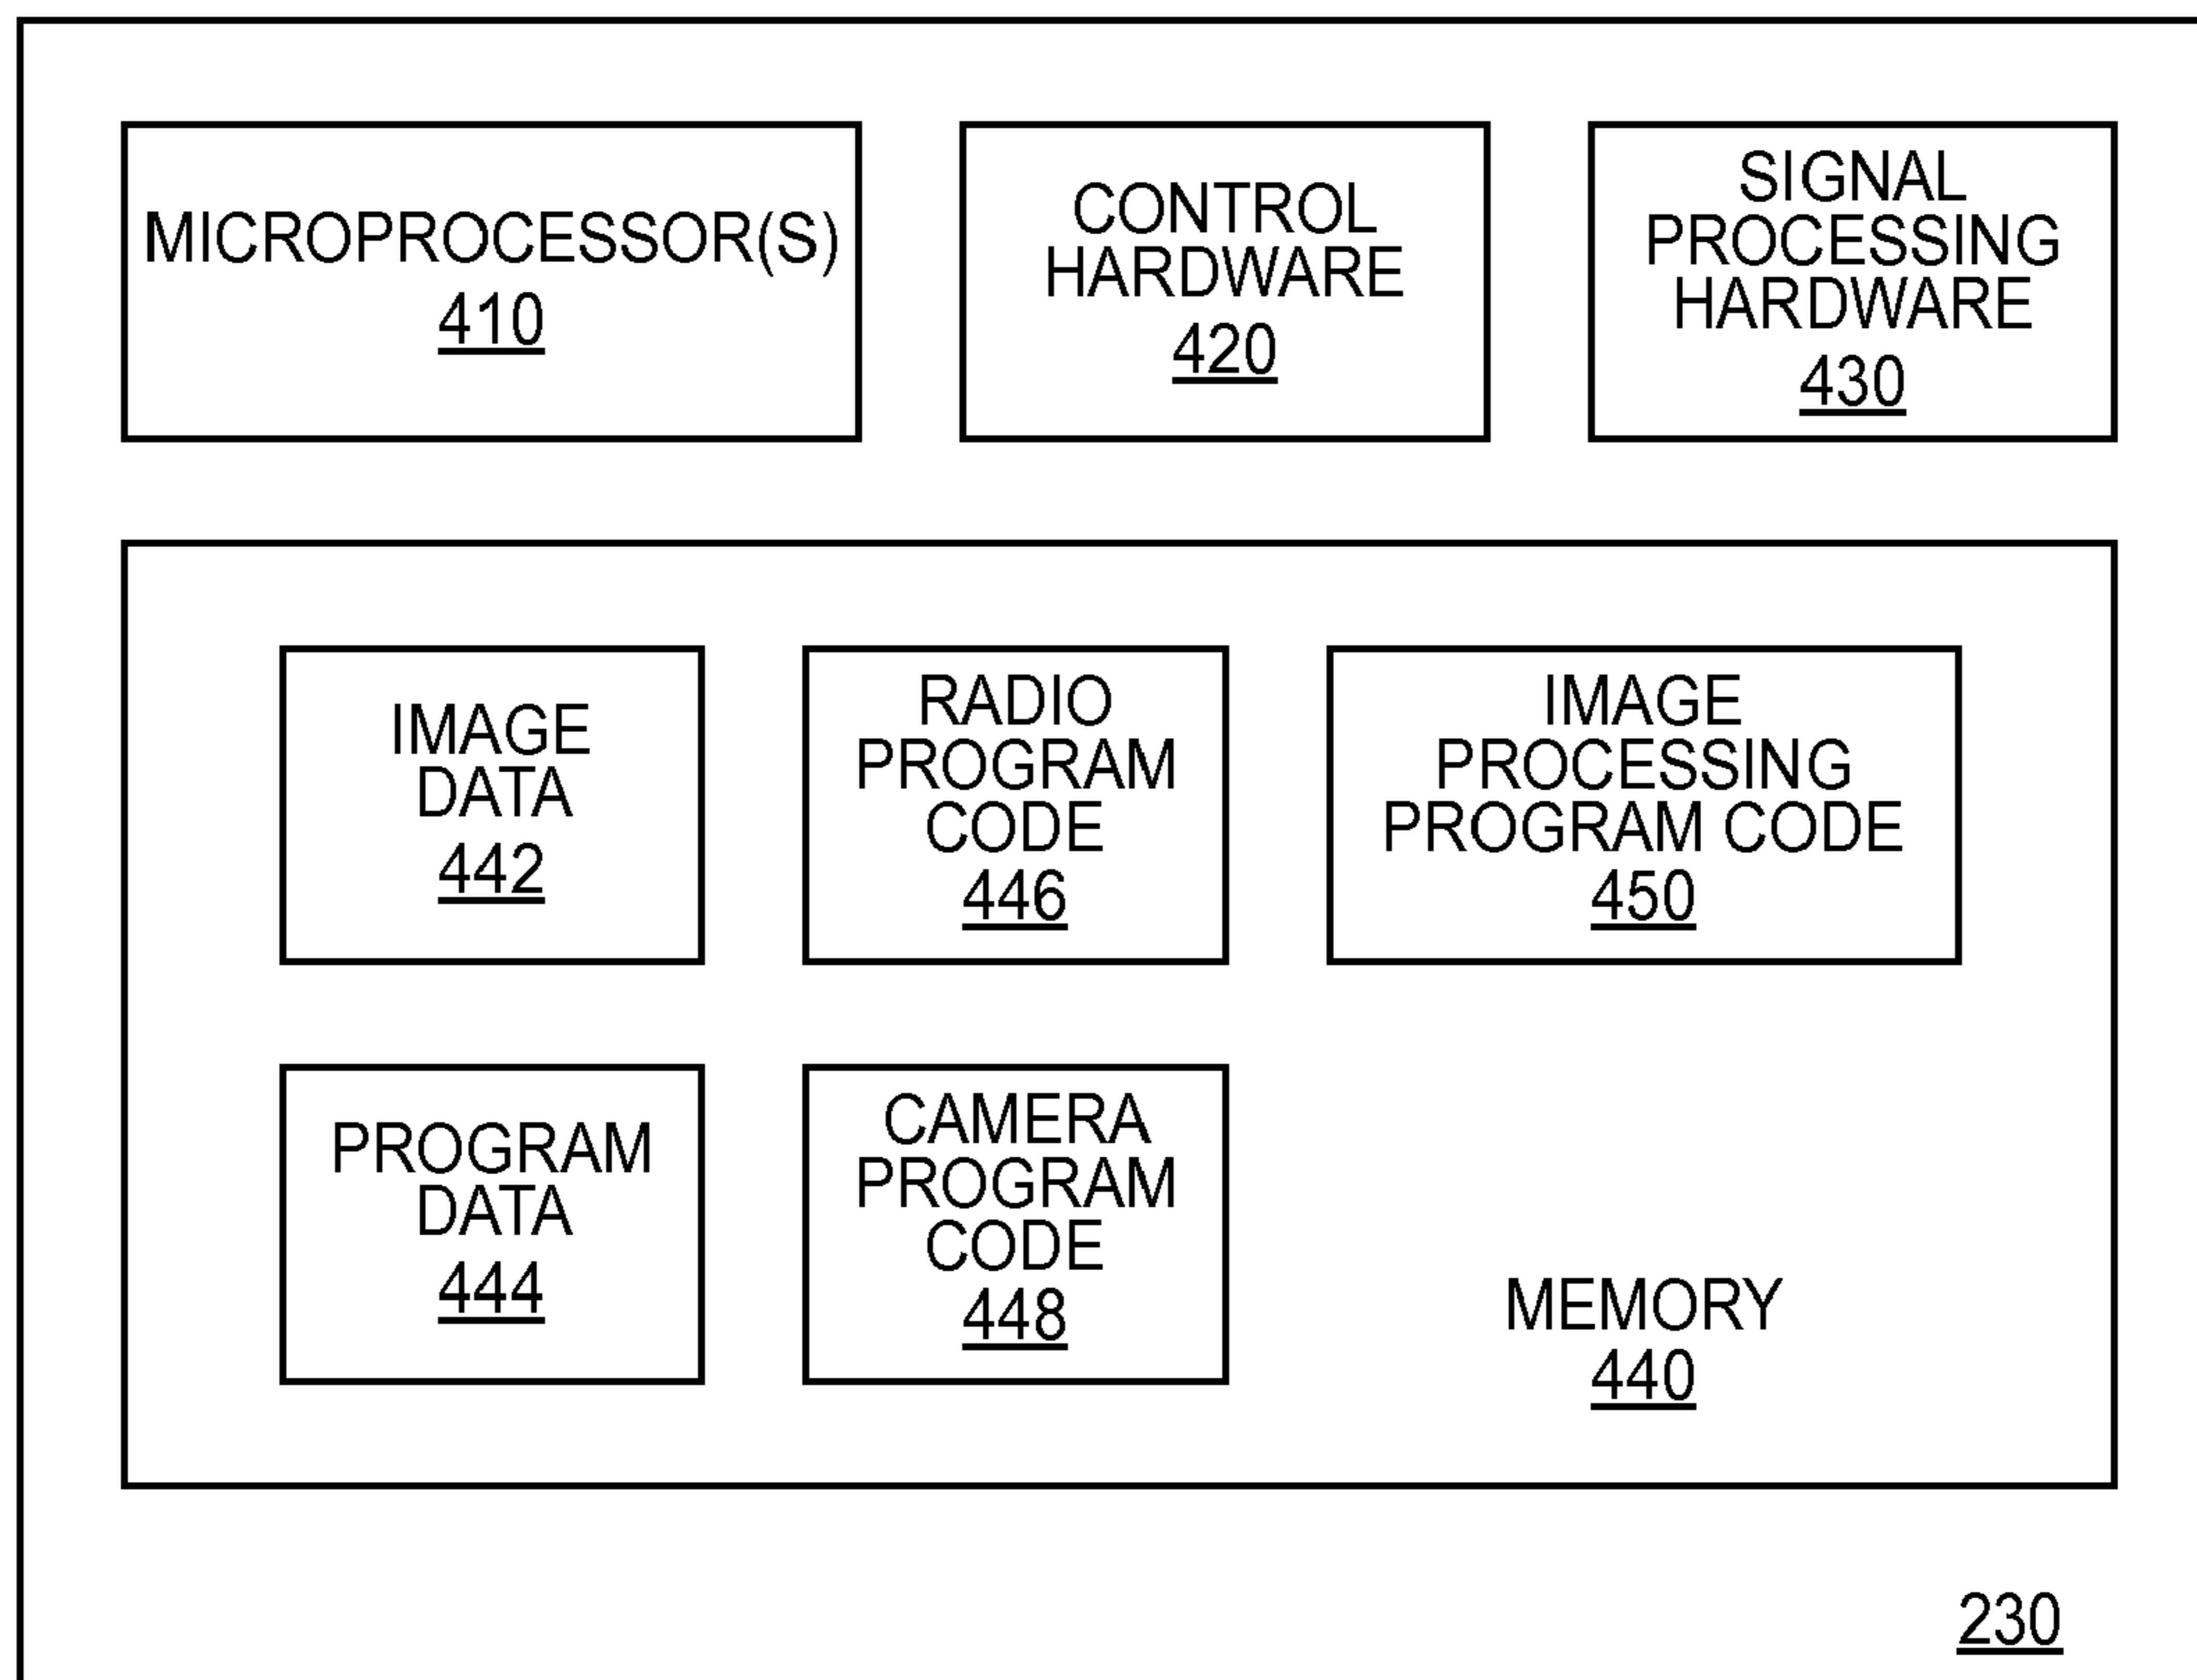 MICROPROCESSOR(S)
410
CONTROL
HARDWARE
420
SIGNAL
PROCESSING
HARDWARE
430
IMAGE
DATA
442
RADIO
PROGRAM
CODE
446
IMAGE
PROCESSING
PROGRAM CODE
450
PROGRAM
DATA
444
CAMERA
PROGRAM
CODE
448
MEMORY
440
230